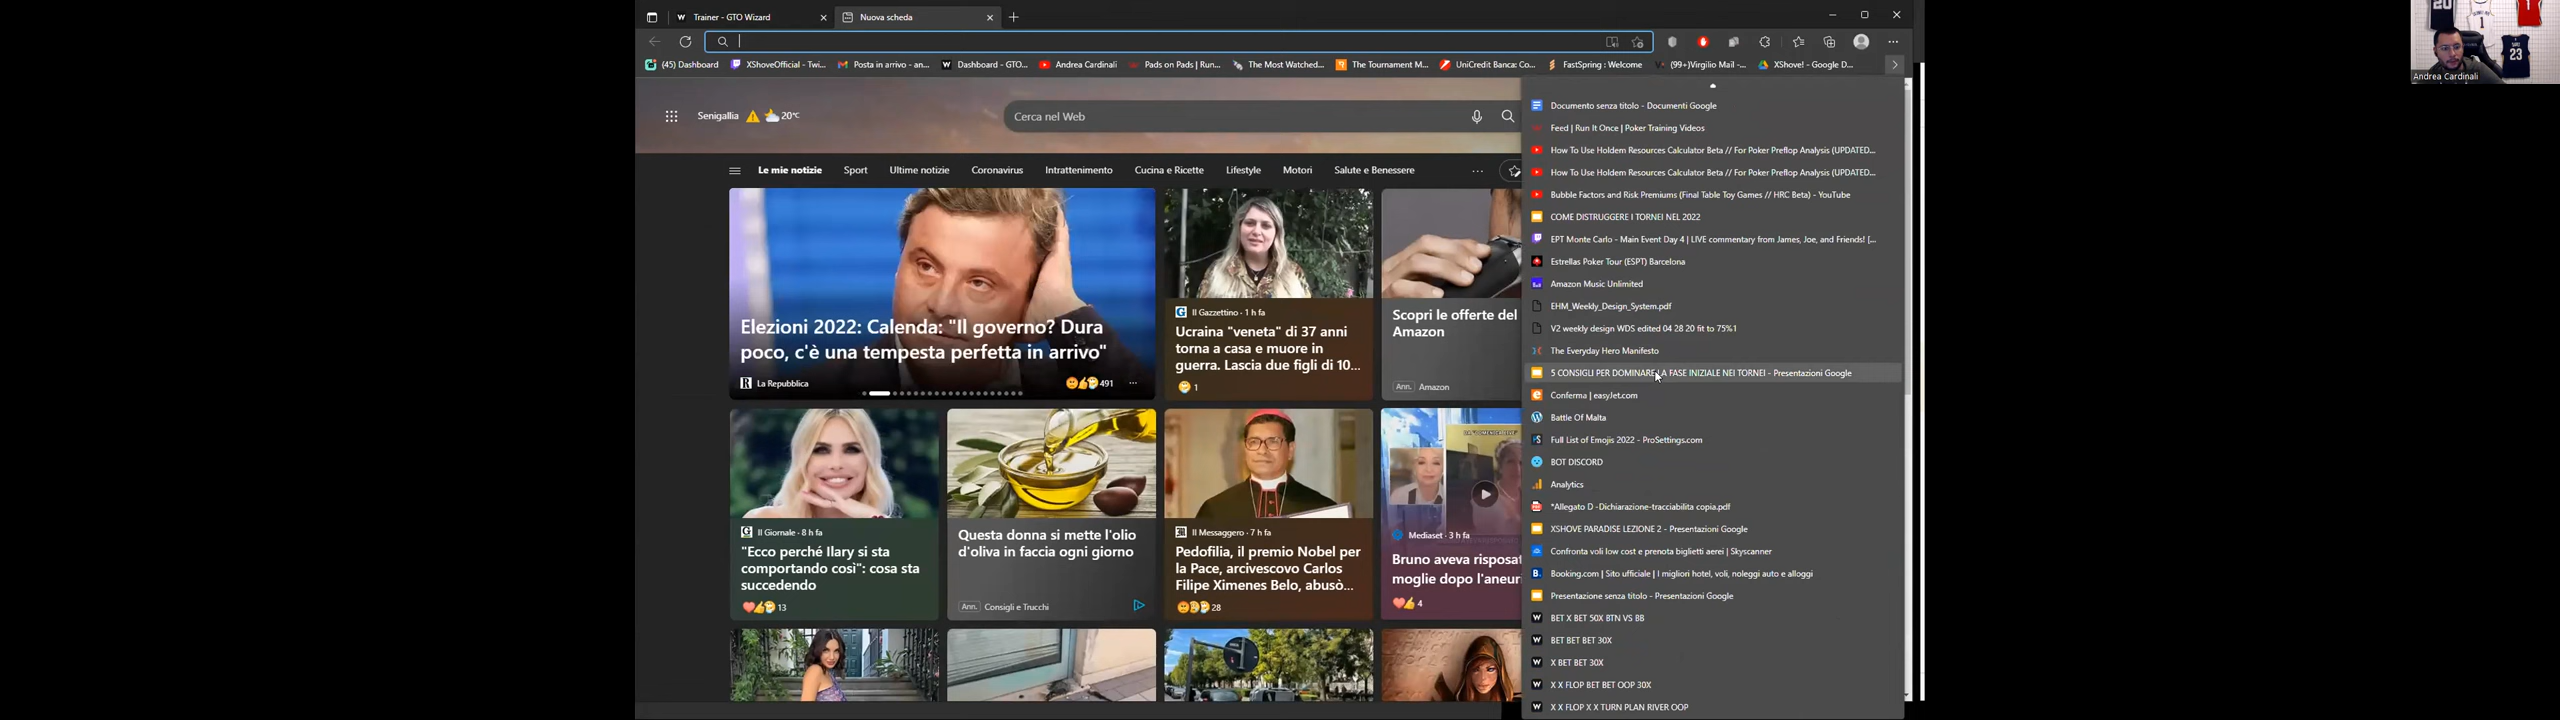 Trainer - GTO Wizard
Nuova scheda
(45) Dashboard
XShoveOfficial - Twi...
Posta in arrivo - an...
Dashboard - GTO...
Andrea Cardinali
Pads on Pads | Run...
The Most Watched...
The Tournament M...
UniCredit Banca: Co...
FastSpring : Welcome
(99+)Virgilio Mail -...
XShove! - Google D...
Senigallia
20°C
Cerca nel Web
Le mie notizie
Sport
Ultime notizie
Coronavirus
Intrattenimento
Cucina e Ricette
Lifestyle
Motori
Salute e Benessere
Elezioni 2022: Calenda: "Il governo? Dura
poco, c'è una tempesta perfetta in arrivo"
La Repubblica
491
Il Gazzettino · 1 h fa
Ucraina "veneta" di 37 anni
torna a casa e muore in
guerra. Lascia due figli di 10...
1
Scopri le offerte del
Amazon
Ann.
Amazon
Il Giornale · 8 h fa
"Ecco perché Ilary si sta
comportando così": cosa sta
succedendo
13
Questa donna si mette l'olio
d'oliva in faccia ogni giorno
Ann.
Consigli e Trucchi
Il Messaggero · 7 h fa
Pedofilia, il premio Nobel per
la Pace, arcivescovo Carlos
Filipe Ximenes Belo, abusò...
28
Mediaset · 3 h fa
Bruno aveva risposat
moglie dopo l'aneuri
4
Documento senza titolo - Documenti Google
Feed | Run It Once | Poker Training Videos
How To Use Holdem Resources Calculator Beta // For Poker Preflop Analysis (UPDATED...
How To Use Holdem Resources Calculator Beta // For Poker Preflop Analysis (UPDATED...
Bubble Factors and Risk Premiums (Final Table Toy Games // HRC Beta) - YouTube
COME DISTRUGGERE I TORNEI NEL 2022
EPT Monte Carlo - Main Event Day 4 | LIVE commentary from James, Joe, and Friends! [...
Estrellas Poker Tour (ESPT) Barcelona
Amazon Music Unlimited
EHM_Weekly_Design_System.pdf
V2 weekly design WDS edited 04 28 20 fit to 75%1
The Everyday Hero Manifesto
5 CONSIGLI PER DOMINARE LA FASE INIZIALE NEI TORNEI - Presentazioni Google
Conferma | easyJet.com
Battle Of Malta
Full List of Emojis 2022 - ProSettings.com
BOT DISCORD
Analytics
*Allegato D -Dichiarazione-tracciabilita copia.pdf
XSHOVE PARADISE LEZIONE 2 - Presentazioni Google
Confronta voli low cost e prenota biglietti aerei | Skyscanner
Booking.com | Sito ufficiale | I migliori hotel, voli, noleggi auto e alloggi
Presentazione senza titolo - Presentazioni Google
BET X BET 50X BTN VS BB
BET BET BET 30X
X BET BET 30X
X X FLOP BET BET OOP 30X
X X FLOP X X TURN PLAN RIVER OOP
20
1
1
23
Andrea Cardinali